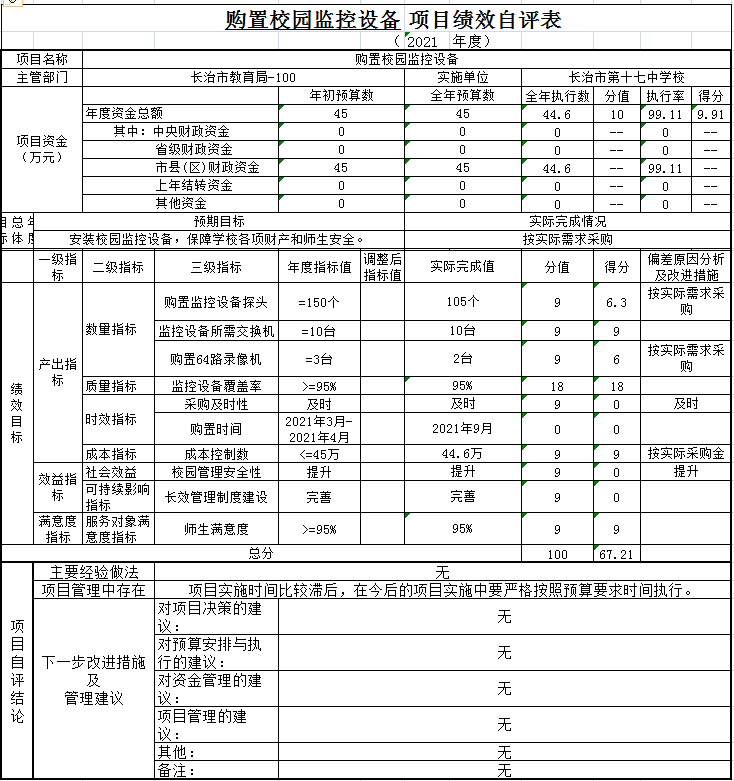 购置校园监控设备 项目绩效自评表
（ 2021 年度）
项目名称 购置校园监控设备
主管部门 长治市教育局-100 实施单位 长治市第十七中学校
项目资金（万元） 年初预算数 全年预算数 全年执行数 分值 执行率 得分
年度资金总额 45 45 44.6 10 99.11 9.91
其中：中央财政资金 0 0 0 -- 0 --
省级财政资金 0 0 0 -- 0 --
市县(区)财政资金 45 45 44.6 -- 99.11 --
上年结转资金 0 0 0 -- 0 --
其他资金 0 0 0 -- 0 --
总年 预期目标 实际完成情况
体度 安装校园监控设备，保障学校各项财产和师生安全。 按实际需求采购
绩效目标
一级指标 二级指标 三级指标 年度指标值 调整后指标值 实际完成值 分值 得分 偏差原因分析及改进措施
产出指标 数量指标 购置监控设备探头 =150个 105个 9 6.3 按实际需求采购
监控设备所需交换机 =10台 10台 9 9
购置64路录像机 =3台 2台 9 6 按实际需求采购
质量指标 监控设备覆盖率 >=95% 95% 18 18
时效指标 采购及时性 及时 及时 9 0 及时
购置时间 2021年3月-2021年4月 2021年9月 0 0
成本指标 成本控制数 <=45万 44.6万 9 9 按实际采购金
效益指标 社会效益 校园管理安全性 提升 提升 9 0 提升
可持续影响指标 长效管理制度建设 完善 完善 9 0
满意度指标 服务对象满意度指标 师生满意度 >=95% 95% 9 9
总分 100 67.21
项目自评结论
主要经验做法 无
项目管理中存在 项目实施时间比较滞后，在今后的项目实施中要严格按照预算要求时间执行。
下一步改进措施及管理建议
对项目决策的建议： 无
对预算安排与执行的建议： 无
对资金管理的建议： 无
项目管理的建议： 无
其他： 无
备注： 无